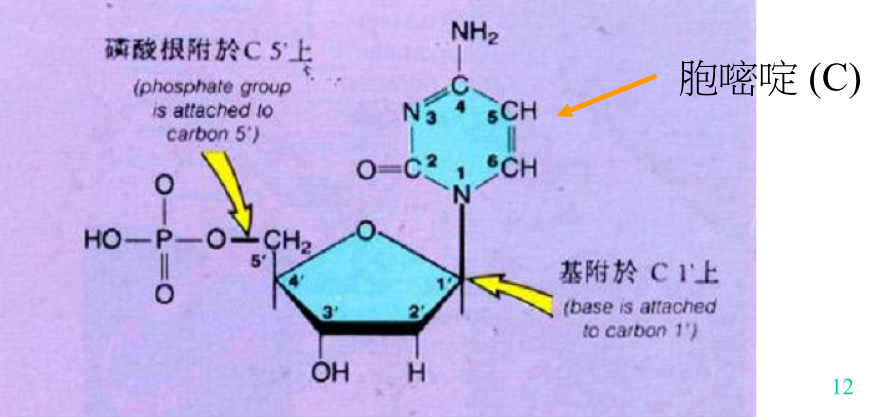 磷酸根附於C 5'上
(phosphate group
is attached to
carbon 5')
NH₂
4
N 3
5 CH
O=C 2
1
6 CH
N
胞嘧啶 (C)
O
HO—P—O—CH₂
O
5'
O
4'
1'
3'
2'
OH
H
基附於 C 1'上
(base is attached
to carbon 1')
12